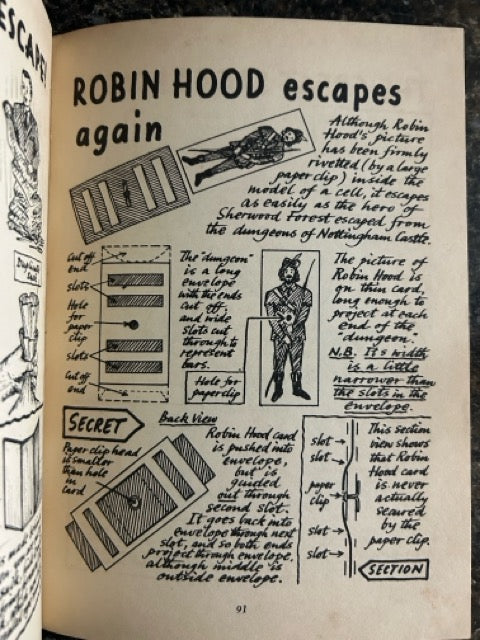 ESCAPE!
ROBIN HOOD escapes
again
Although Robin
Hood's picture
has been firmly
rivetted (by a large
paper clip) inside the
model of a cell, it escapes
as easily as the hero of
Sherwood Forest escaped from
the dungeons of Nottingham Castle.
Cut off
end
slots
Hole
for
paper
clip
slots
Cut off
end
The "dungeon"
is a long
envelope
with the ends
cut off,
and wide
slots cut
through to
represent
bars.
Hole for
paperclip
The picture of
Robin Hood is
on thin card,
long enough to
project at each
end of the
dungeon.
N.B. It's width
is a little
narrower than
the slots in the
envelope.
SECRET
Back View
Paper clip head
is smaller
than hole
in
card
Robin Hood card
is pushed into
envelope,
but is
guided
out through
second slot.
It goes back into
envelope through next
slot, and so both ends
project through envelope,
although middle is
outside envelope.
slot
slot
paper
clip
slot
slot
This section
view shows
that Robin
Hood card
is never
actually
secured
by the
paper clip.
SECTION
91